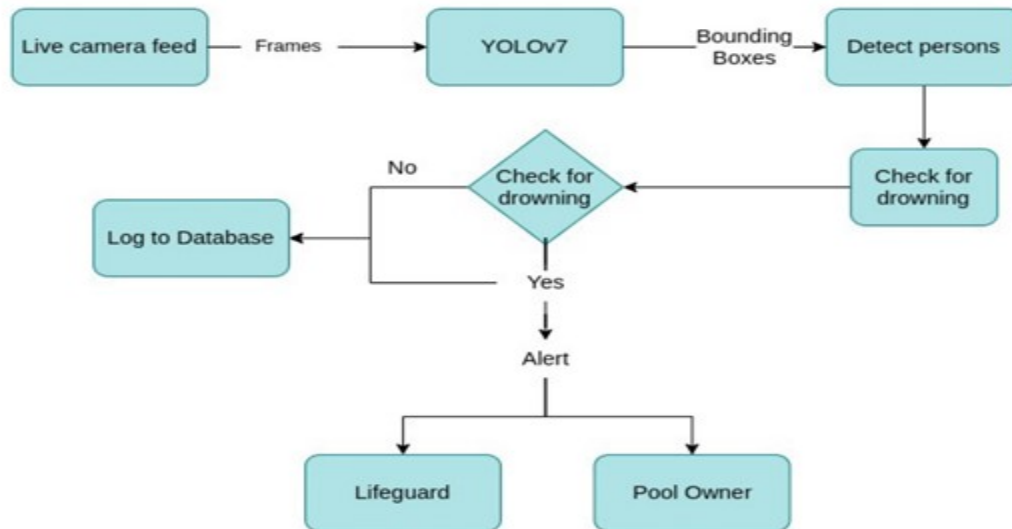 Live camera feed
Frames
YOLOv7
Bounding
Boxes
Detect persons
No
Check for
drowning
Check for
drowning
Log to Database
Yes
Alert
Lifeguard
Pool Owner